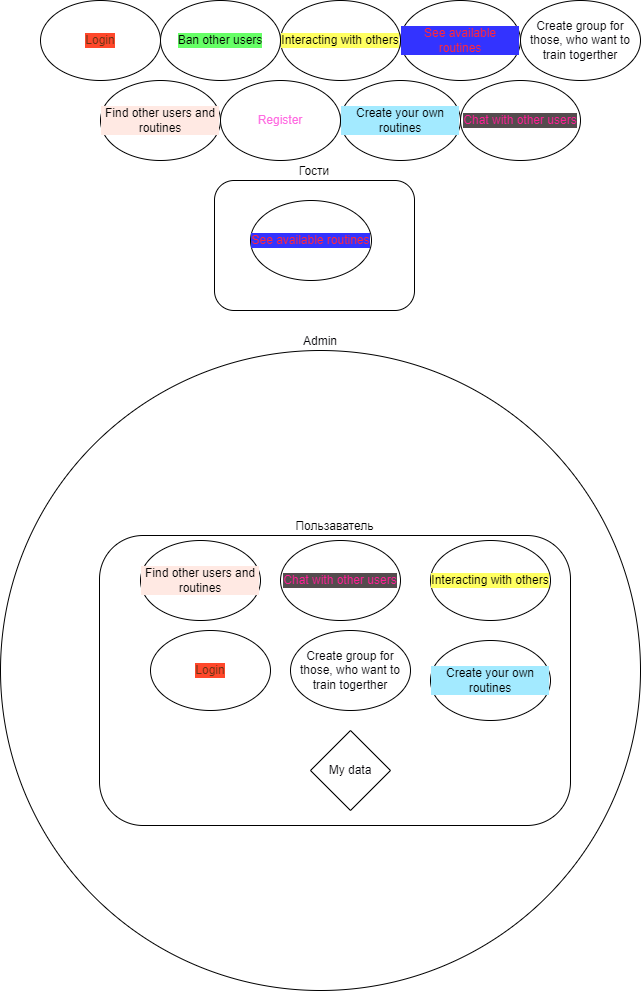 Login
Ban other users
Interacting with others
See available
routines
Create group for
those, who want to
train togerther
Find other users and
routines
Register
Create your own
routines
Chat with other users
Гости
See available routines
Admin
Пользаватель
Find other users and
routines
Chat with other users
Interacting with others
Login
Create group for
those, who want to
train togerther
Create your own
routines
My data